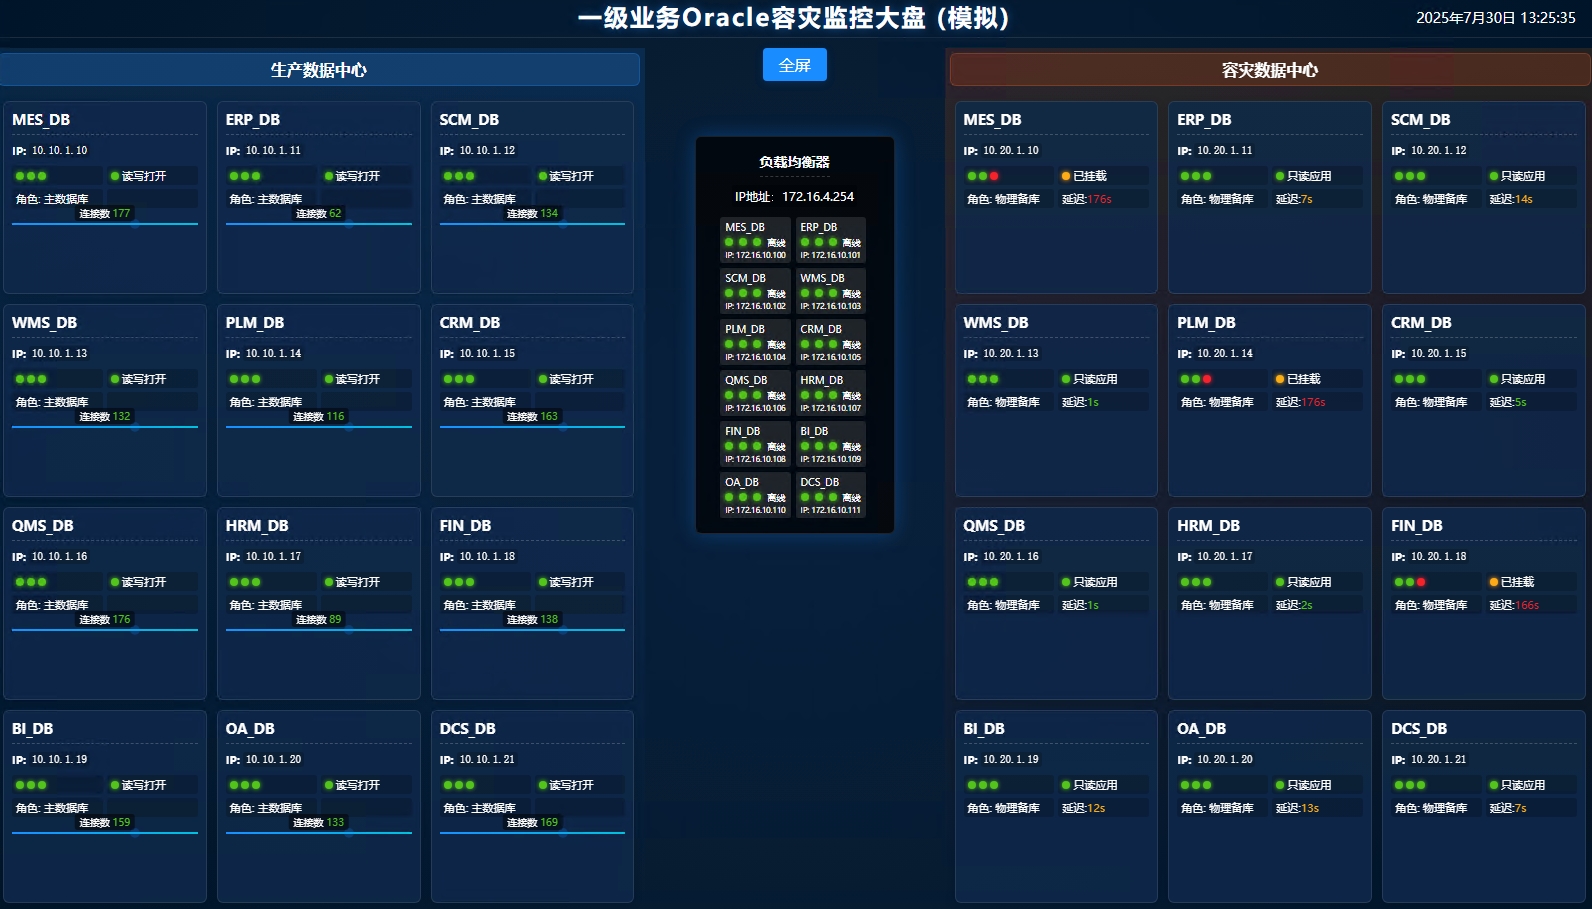 一级业务Oracle容灾监控大盘 (模拟)
2025年7月30日 13:25:35
生产数据中心
MES_DB
IP: 10.10.1.10
读写打开
角色: 主数据库
连接数 177
ERP_DB
IP: 10.10.1.11
读写打开
角色: 主数据库
连接数 62
SCM_DB
IP: 10.10.1.12
读写打开
角色: 主数据库
连接数 134
WMS_DB
IP: 10.10.1.13
读写打开
角色: 主数据库
连接数 132
PLM_DB
IP: 10.10.1.14
读写打开
角色: 主数据库
连接数 116
CRM_DB
IP: 10.10.1.15
读写打开
角色: 主数据库
连接数 163
QMS_DB
IP: 10.10.1.16
读写打开
角色: 主数据库
连接数 176
HRM_DB
IP: 10.10.1.17
读写打开
角色: 主数据库
连接数 89
FIN_DB
IP: 10.10.1.18
读写打开
角色: 主数据库
连接数 138
BI_DB
IP: 10.10.1.19
读写打开
角色: 主数据库
连接数 159
OA_DB
IP: 10.10.1.20
读写打开
角色: 主数据库
连接数 133
DCS_DB
IP: 10.10.1.21
读写打开
角色: 主数据库
连接数 169
全屏
负载均衡器
IP地址: 172.16.4.254
MES_DB
离线
IP: 172.16.10.100
ERP_DB
离线
IP: 172.16.10.101
SCM_DB
离线
IP: 172.16.10.102
WMS_DB
离线
IP: 172.16.10.103
PLM_DB
离线
IP: 172.16.10.104
CRM_DB
离线
IP: 172.16.10.105
QMS_DB
离线
IP: 172.16.10.106
HRM_DB
离线
IP: 172.16.10.107
FIN_DB
离线
IP: 172.16.10.108
BI_DB
离线
IP: 172.16.10.109
OA_DB
离线
IP: 172.16.10.110
DCS_DB
离线
IP: 172.16.10.111
容灾数据中心
MES_DB
IP: 10.20.1.10
已挂载
角色: 物理备库
延迟:176s
ERP_DB
IP: 10.20.1.11
只读应用
角色: 物理备库
延迟:7s
SCM_DB
IP: 10.20.1.12
只读应用
角色: 物理备库
延迟:14s
WMS_DB
IP: 10.20.1.13
只读应用
角色: 物理备库
延迟:1s
PLM_DB
IP: 10.20.1.14
已挂载
角色: 物理备库
延迟:176s
CRM_DB
IP: 10.20.1.15
只读应用
角色: 物理备库
延迟:5s
QMS_DB
IP: 10.20.1.16
只读应用
角色: 物理备库
延迟:1s
HRM_DB
IP: 10.20.1.17
只读应用
角色: 物理备库
延迟:2s
FIN_DB
IP: 10.20.1.18
已挂载
角色: 物理备库
延迟:166s
BI_DB
IP: 10.20.1.19
只读应用
角色: 物理备库
延迟:12s
OA_DB
IP: 10.20.1.20
只读应用
角色: 物理备库
延迟:13s
DCS_DB
IP: 10.20.1.21
只读应用
角色: 物理备库
延迟:7s